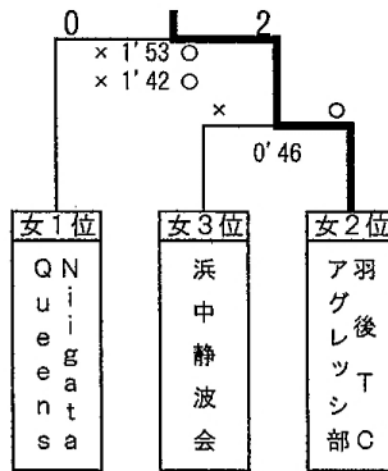 0 2
× 1'53 ○
× 1'42 ○
× ○
0'46
女1位
Niigata
Queens
女3位
浜中静波会
女2位
羽後TC
アグレッシ部